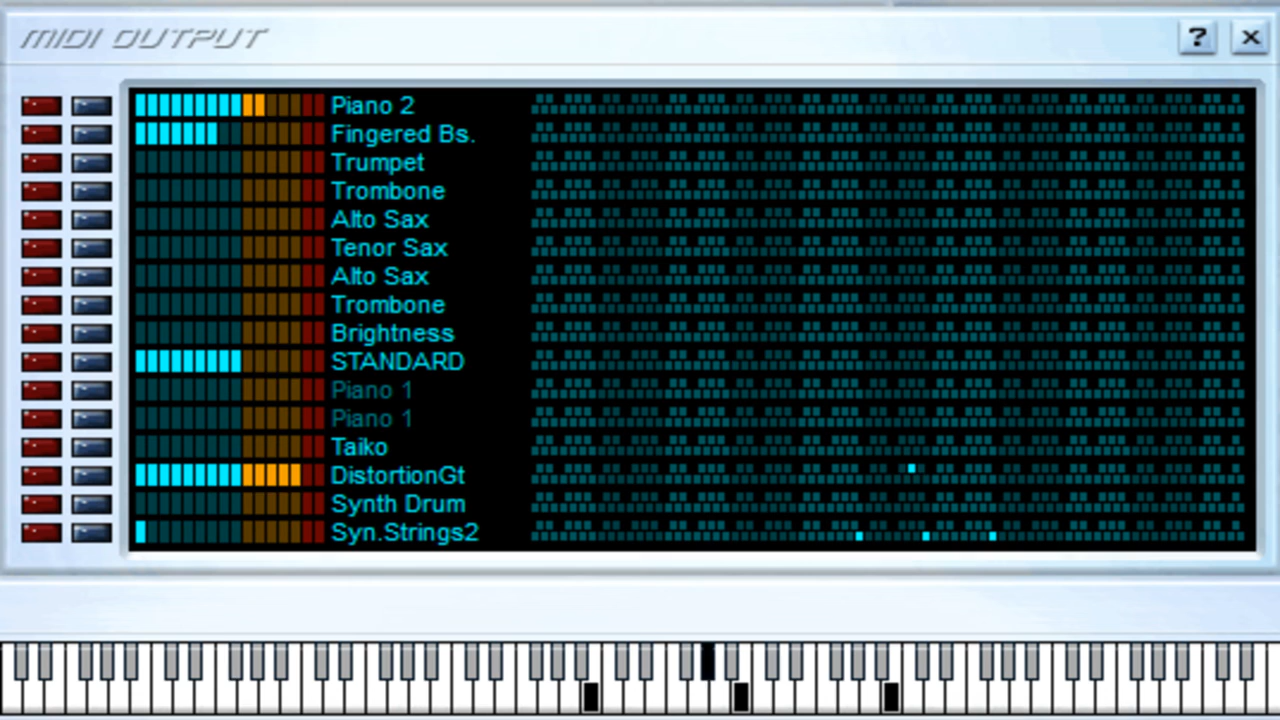 MIDI OUTPUT
?
×
Piano 2
Fingered Bs.
Trumpet
Trombone
Alto Sax
Tenor Sax
Alto Sax
Trombone
Brightness
STANDARD
Piano 1
Piano 1
Taiko
DistortionGt
Synth Drum
Syn.Strings2